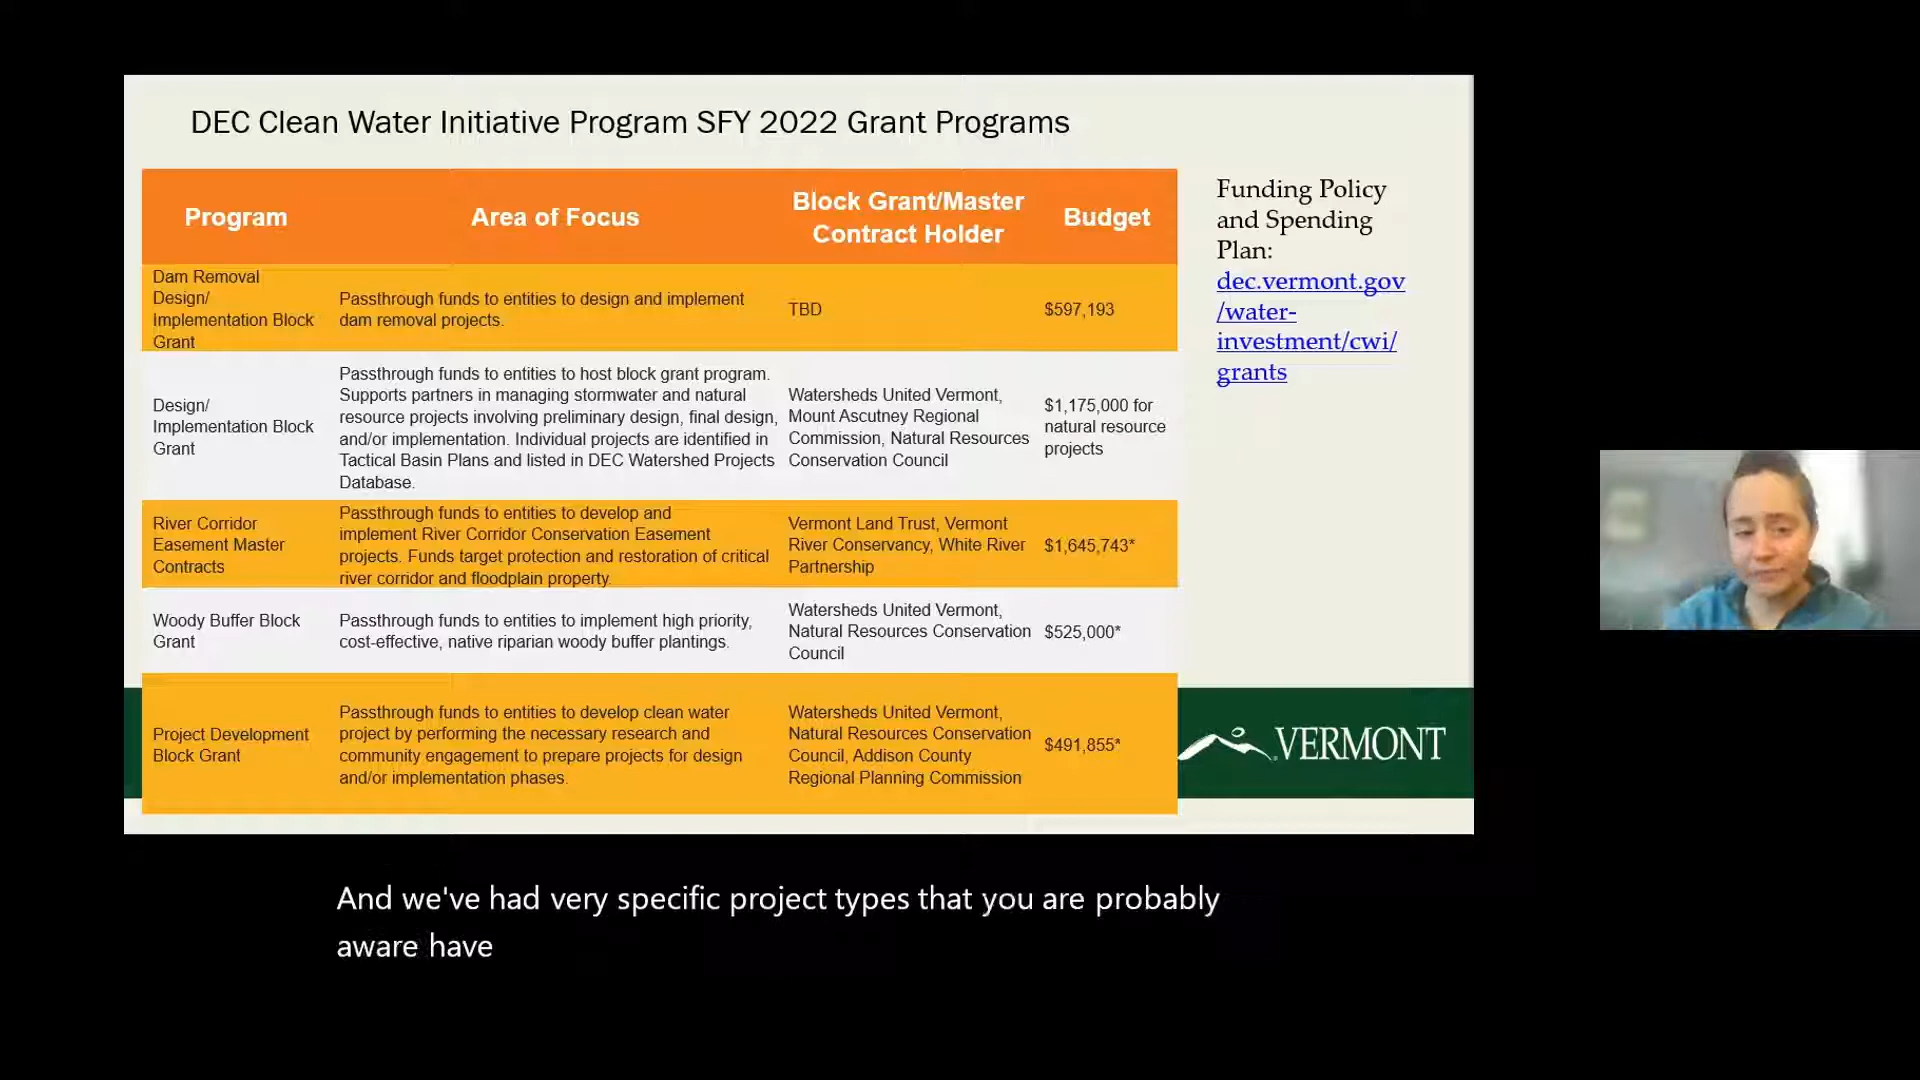 DEC Clean Water Initiative Program SFY 2022 Grant Programs
Program
Area of Focus
Block Grant/Master
Contract Holder
Budget
Dam Removal
Design/
Implementation Block
Grant
Passthrough funds to entities to design and implement
dam removal projects.
TBD
$597,193
Design/
Implementation Block
Grant
Passthrough funds to entities to host block grant program.
Supports partners in managing stormwater and natural
resource projects involving preliminary design, final design,
and/or implementation. Individual projects are identified in
Tactical Basin Plans and listed in DEC Watershed Projects
Database.
Watersheds United Vermont,
Mount Ascutney Regional
Commission, Natural Resources
Conservation Council
$1,175,000 for
natural resource
projects
River Corridor
Easement Master
Contracts
Passthrough funds to entities to develop and
implement River Corridor Conservation Easement
projects. Funds target protection and restoration of critical
river corridor and floodplain property.
Vermont Land Trust, Vermont
River Conservancy, White River
Partnership
$1,645,743*
Woody Buffer Block
Grant
Passthrough funds to entities to implement high priority,
cost-effective, native riparian woody buffer plantings.
Watersheds United Vermont,
Natural Resources Conservation
Council
$525,000*
Project Development
Block Grant
Passthrough funds to entities to develop clean water
project by performing the necessary research and
community engagement to prepare projects for design
and/or implementation phases.
Watersheds United Vermont,
Natural Resources Conservation
Council, Addison County
Regional Planning Commission
$491,855*
Funding Policy
and Spending
Plan:
dec.vermont.gov
/water-
investment/cwi/
grants
VERMONT
And we've had very specific project types that you are probably
aware have